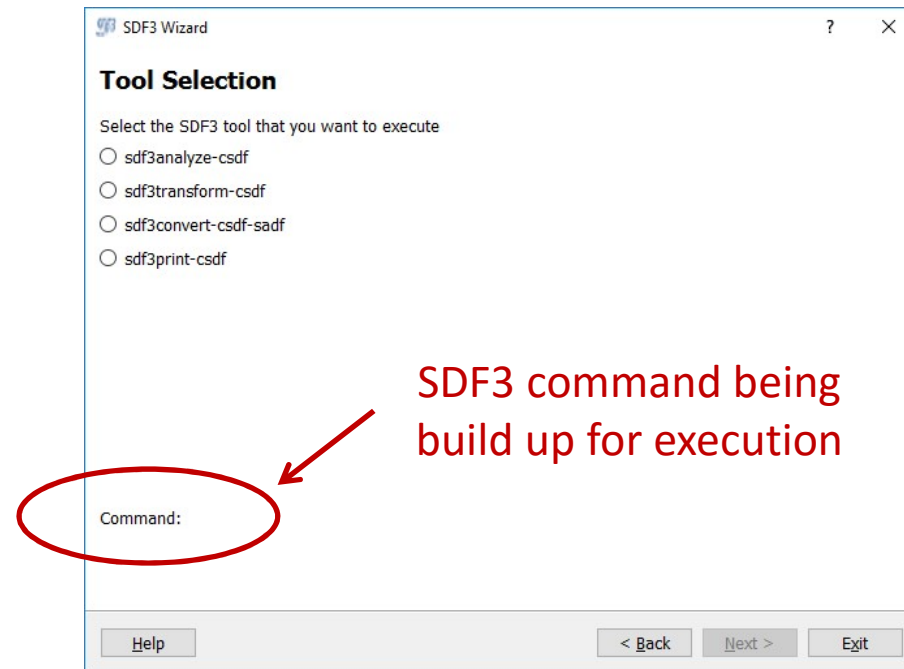 SDF3 Wizard
?
Tool Selection
Select the SDF3 tool that you want to execute
sdf3analyze-csdf
sdf3transform-csdf
sdf3convert-csdf-sadf
sdf3print-csdf
SDF3 command being
build up for execution
Command:
Help
< Back
Next >
Exit